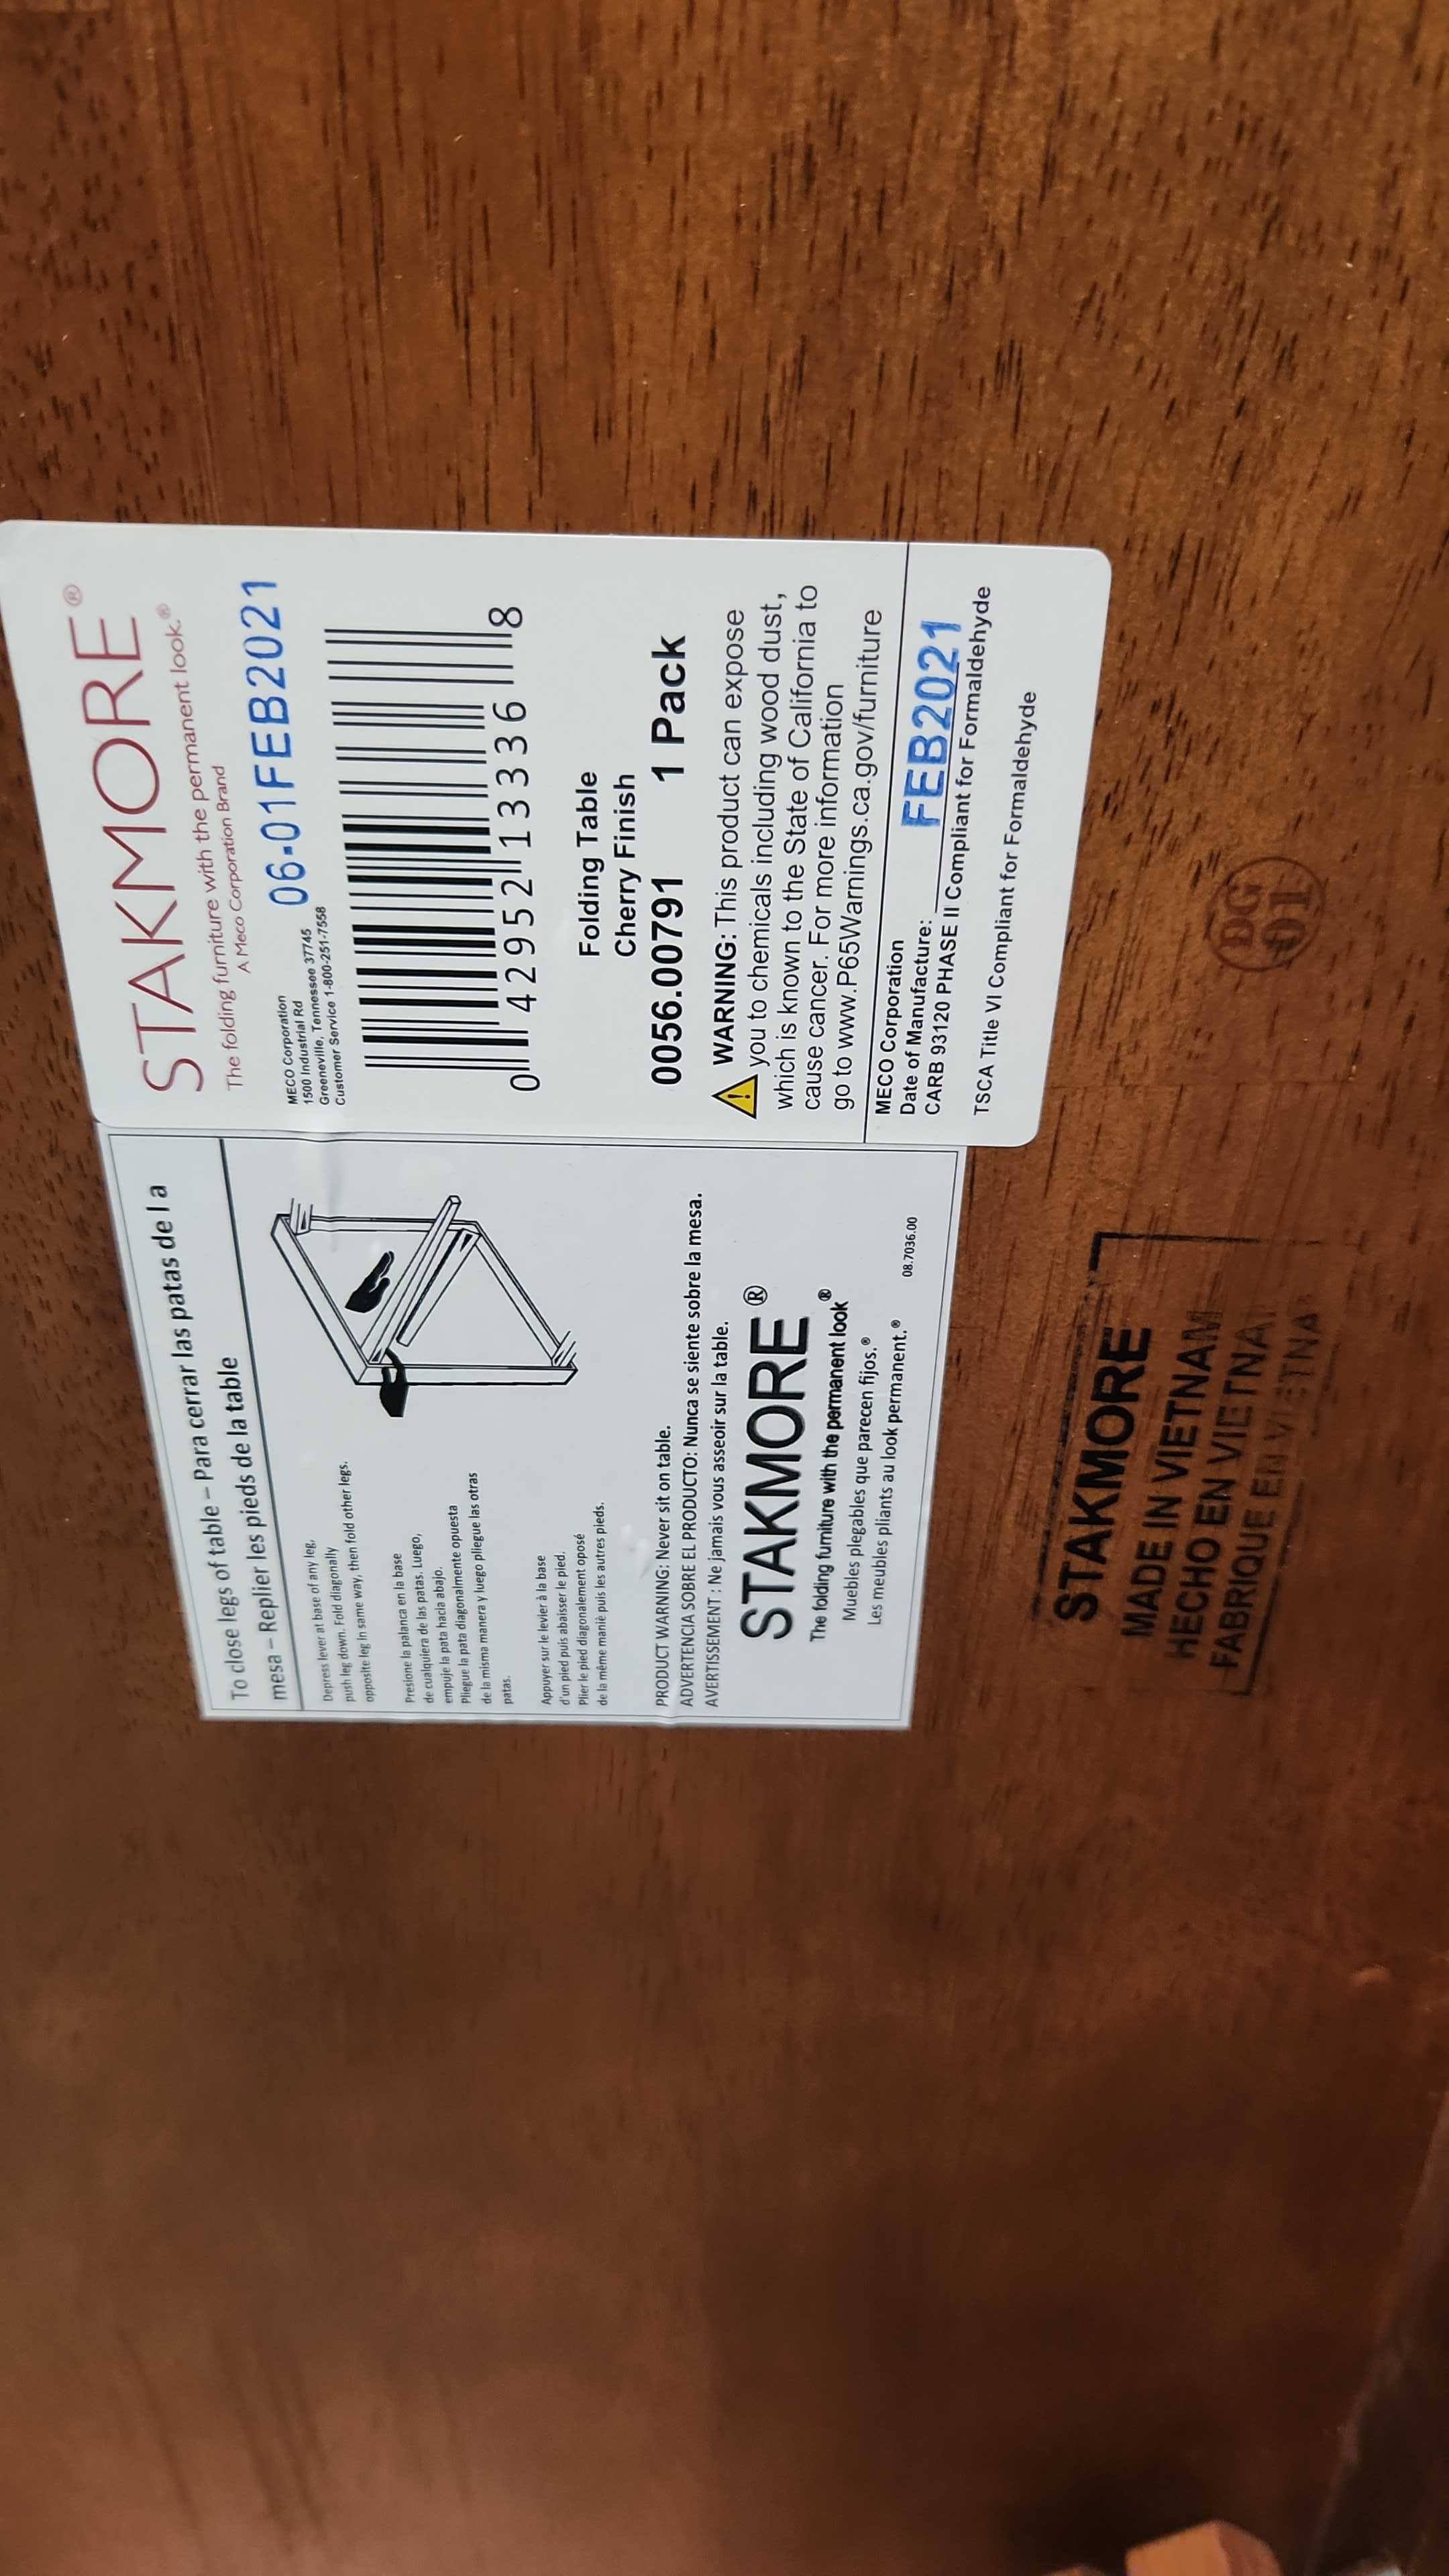 STAKMORE®
The folding furniture with the permanent look.®
A Meco Corporation Brand
06-01FEB2021
MECO Corporation
1500 Industrial Rd
Greeneville, Tennessee 37745
Customer Service 1-800-251-7558
0 42952 13336 8
Folding Table
Cherry Finish
0056.00791 1 Pack
WARNING: This product can expose
you to chemicals including wood dust,
which is known to the State of California to
cause cancer. For more information
go to www.P65Warnings.ca.gov/furniture
MECO Corporation
Date of Manufacture: FEB2021
CARB 93120 PHASE II Compliant for Formaldehyde
TSCA Title VI Compliant for Formaldehyde
To close legs of table – Para cerrar las patas de l a
mesa – Replier les pieds de la table
Depress lever at base of any leg,
push leg down. Fold diagonally
opposite leg in same way, then fold other legs.
Presione la palanca en la base
de cualquiera de las patas. Luego,
empuje la pata hacia abajo.
Pliegue la pata diagonalmente opuesta
de la misma manera y luego pliegue las otras
patas.
Appuyer sur le levier à la base
d'un pied puis abaisser le pied.
Plier le pied diagonalement oposé
de la même maniè puis les autres pieds.
PRODUCT WARNING: Never sit on table.
ADVERTENCIA SOBRE EL PRODUCTO: Nunca se siente sobre la mesa.
AVERTISSEMENT : Ne jamais vous asseoir sur la table.
STAKMORE®
The folding furniture with the permanent look®
Muebles plegables que parecen fijos.®
Les meubles pliants au look permanent.®
08.7036.00
STAKMORE
MADE IN VIETNAM
HECHO EN VIETNA
FABRIQUE EN VIETNA
DG
01